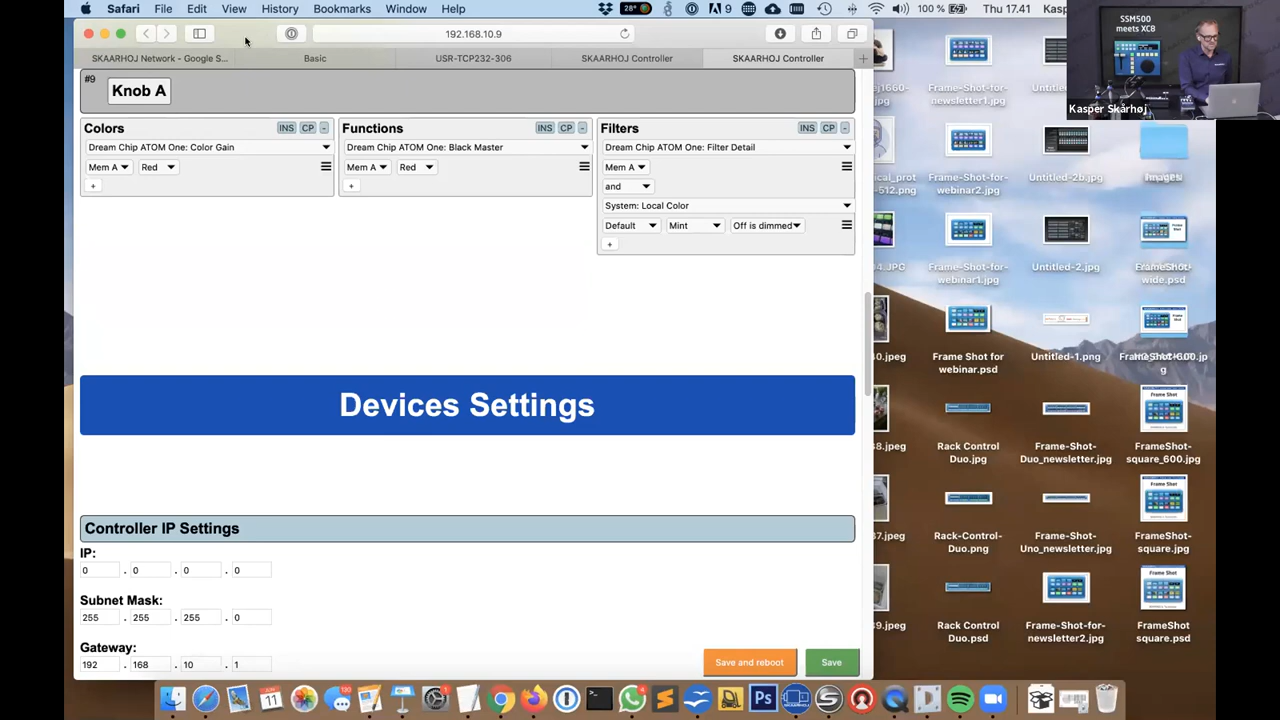 Safari File Edit View History Bookmarks Window Help
28°
9
100 %
Thu 17.41
SSM500
meets XC8
Kasper Skårhøj
192.168.10.9
SKAARHOJ Network - Google S...
Basic
USR-TCP232-306
SKAARHOJ Controller
SKAARHOJ Controller
#9
Knob A
Colors
INS CP -
Dream Chip ATOM One: Color Gain
Mem A
Red
+
Functions
INS CP -
Dream Chip ATOM One: Black Master
Mem A
Red
+
Filters
INS CP -
Dream Chip ATOM One: Filter Detail
Mem A
and
System: Local Color
Default
Mint
Off is dimmed
+
Devices Settings
Controller IP Settings
IP:
0 . 0 . 0 . 0
Subnet Mask:
255 . 255 . 255 . 0
Gateway:
192 . 168 . 10 . 1
Save and reboot
Save
Frame-Shot-for-
newsletter1.jpg
Frame-Shot-for-
webinar2.jpg
Untitled-2b.jpg
Frame-Shot-for-
webinar1.jpg
Untitled-2.jpg
Frame Shot for
webinar.psd
Untitled-1.png
Rack Control
Duo.jpg
Frame-Shot-
Duo_newsletter.jpg
FrameShot-
square_600.jpg
Rack-Control-
Duo.png
Frame-Shot-
Uno_newsletter.jpg
FrameShot-
square.jpg
Rack Control
Duo.psd
Frame-Shot-for-
newsletter2.jpg
FrameShot
square.psd